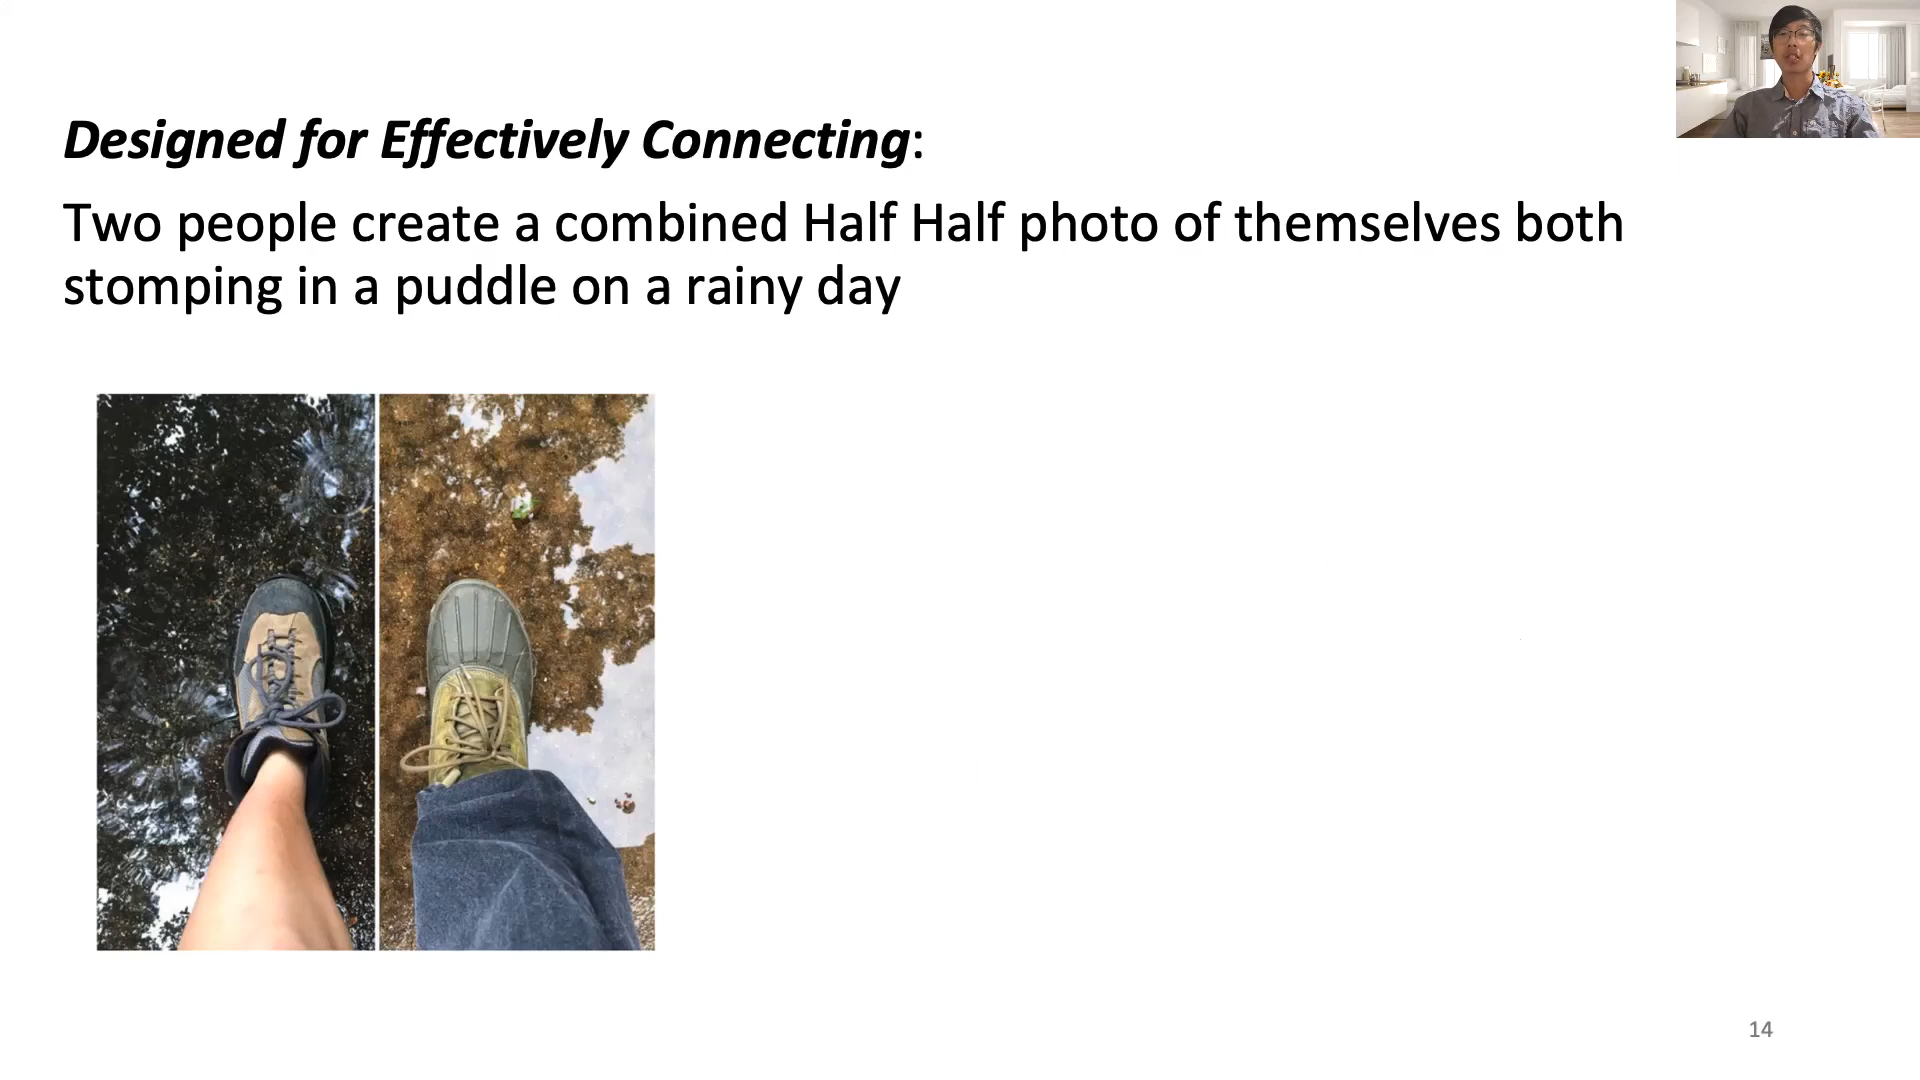 Designed for Effectively Connecting:
Two people create a combined Half Half photo of themselves both
stomping in a puddle on a rainy day
14